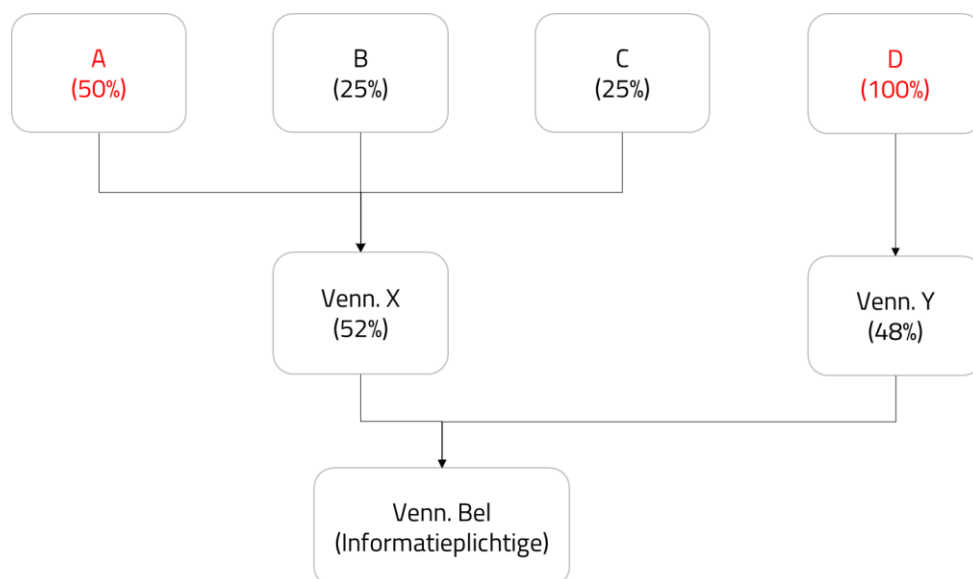 A
(50%)
B
(25%)
C
(25%)
D
(100%)
Venn. X
(52%)
Venn. Y
(48%)
Venn. Bel
(Informatieplichtige)